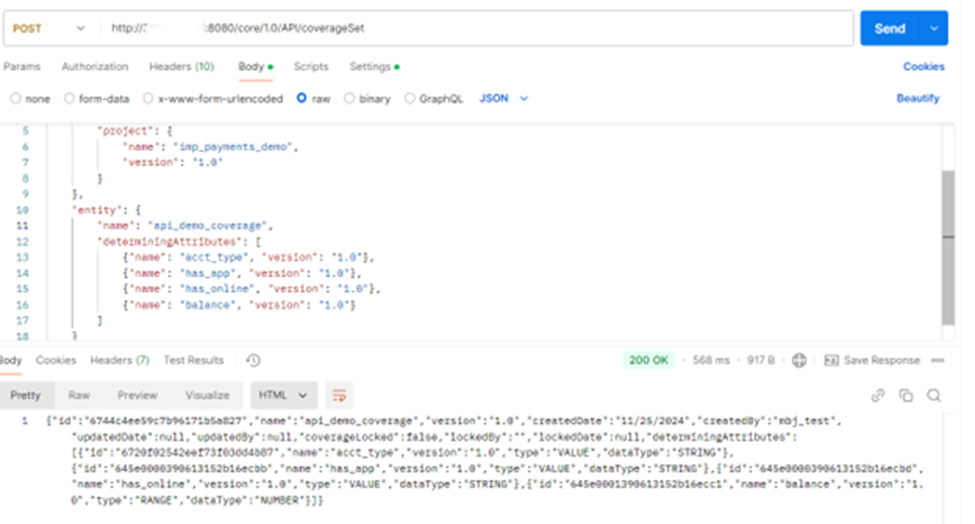 POST http:// :8080/core/1.0/API/coverageSet Send
Params Authorization Headers (10) Body Scripts Settings Cookies
none form-data x-www-form-urlencoded raw binary GraphQL JSON Beautify
5 "project": {
6 "name": "imp_payments_demo",
7 "version": "1.0"
8 }
9 },
10 "entity": {
11 "name": "api_demo_coverage",
12 "determiningAttributes": [
13 {"name": "acct_type", "version": "1.0"},
14 {"name": "has_app", "version": "1.0"},
15 {"name": "has_online", "version": "1.0"},
16 {"name": "balance", "version": "1.0"}
17 ]
18 }
Body Cookies Headers (7) Test Results 200 OK 568 ms 917 B Save Response
Pretty Raw Preview Visualize HTML
1 {"id":"6744c4ee59c7b96171b5a827","name":"api_demo_coverage","version":"1.0","createdDate":"11/25/2024","createdBy":"mbj_test",
"updatedDate":null,"updatedBy":null,"coverageLocked":false,"lockedBy":"","lockedDate":null,"determiningAttributes":
[{"id":"6720f02542eef73f03dd4b87","name":"acct_type","version":"1.0","type":"VALUE","dataType":"STRING"},
{"id":"645e0000390613152b16ecbb","name":"has_app","version":"1.0","type":"VALUE","dataType":"STRING"},{"id":"645e0000390613152b16ecbd",
"name":"has_online","version":"1.0","type":"VALUE","dataType":"STRING"},{"id":"645e0001390613152b16ecc1","name":"balance","version":"1.
0","type":"RANGE","dataType":"NUMBER"}]}